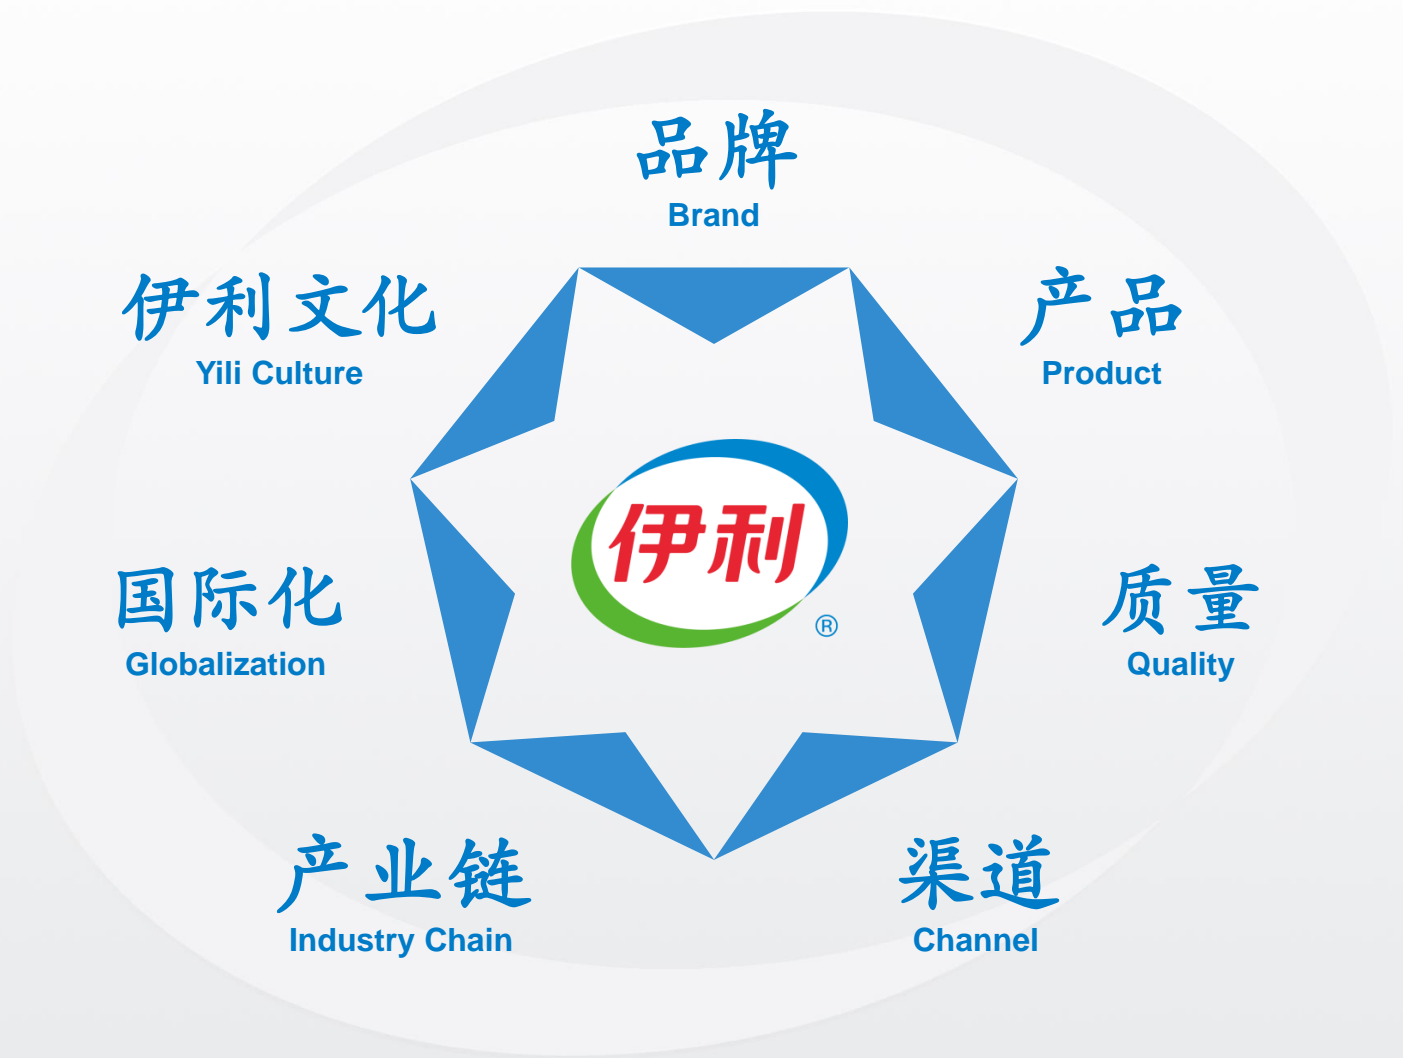 品牌
Brand
伊利文化
Yili Culture
产品
Product
伊利
®
国际化
Globalization
质量
Quality
产业链
Industry Chain
渠道
Channel